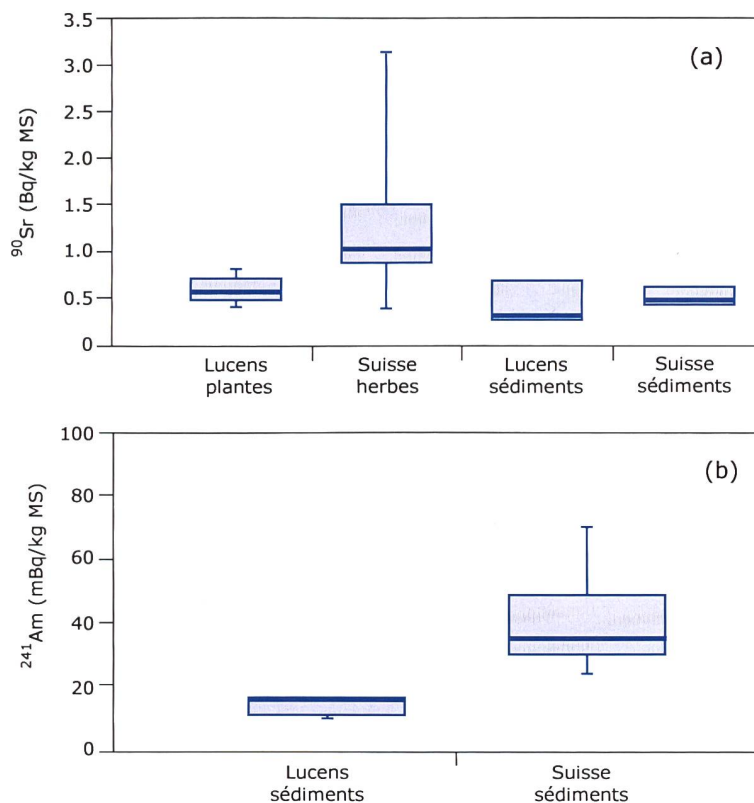 (a)
⁹⁰Sr (Bq/kg MS)
3.5
3.0
2.5
2.0
1.5
1.0
0.5
0
Lucens plantes
Suisse herbes
Lucens sédiments
Suisse sédiments
(b)
²⁴¹Am (mBq/kg MS)
100
80
60
40
20
0
Lucens sédiments
Suisse sédiments